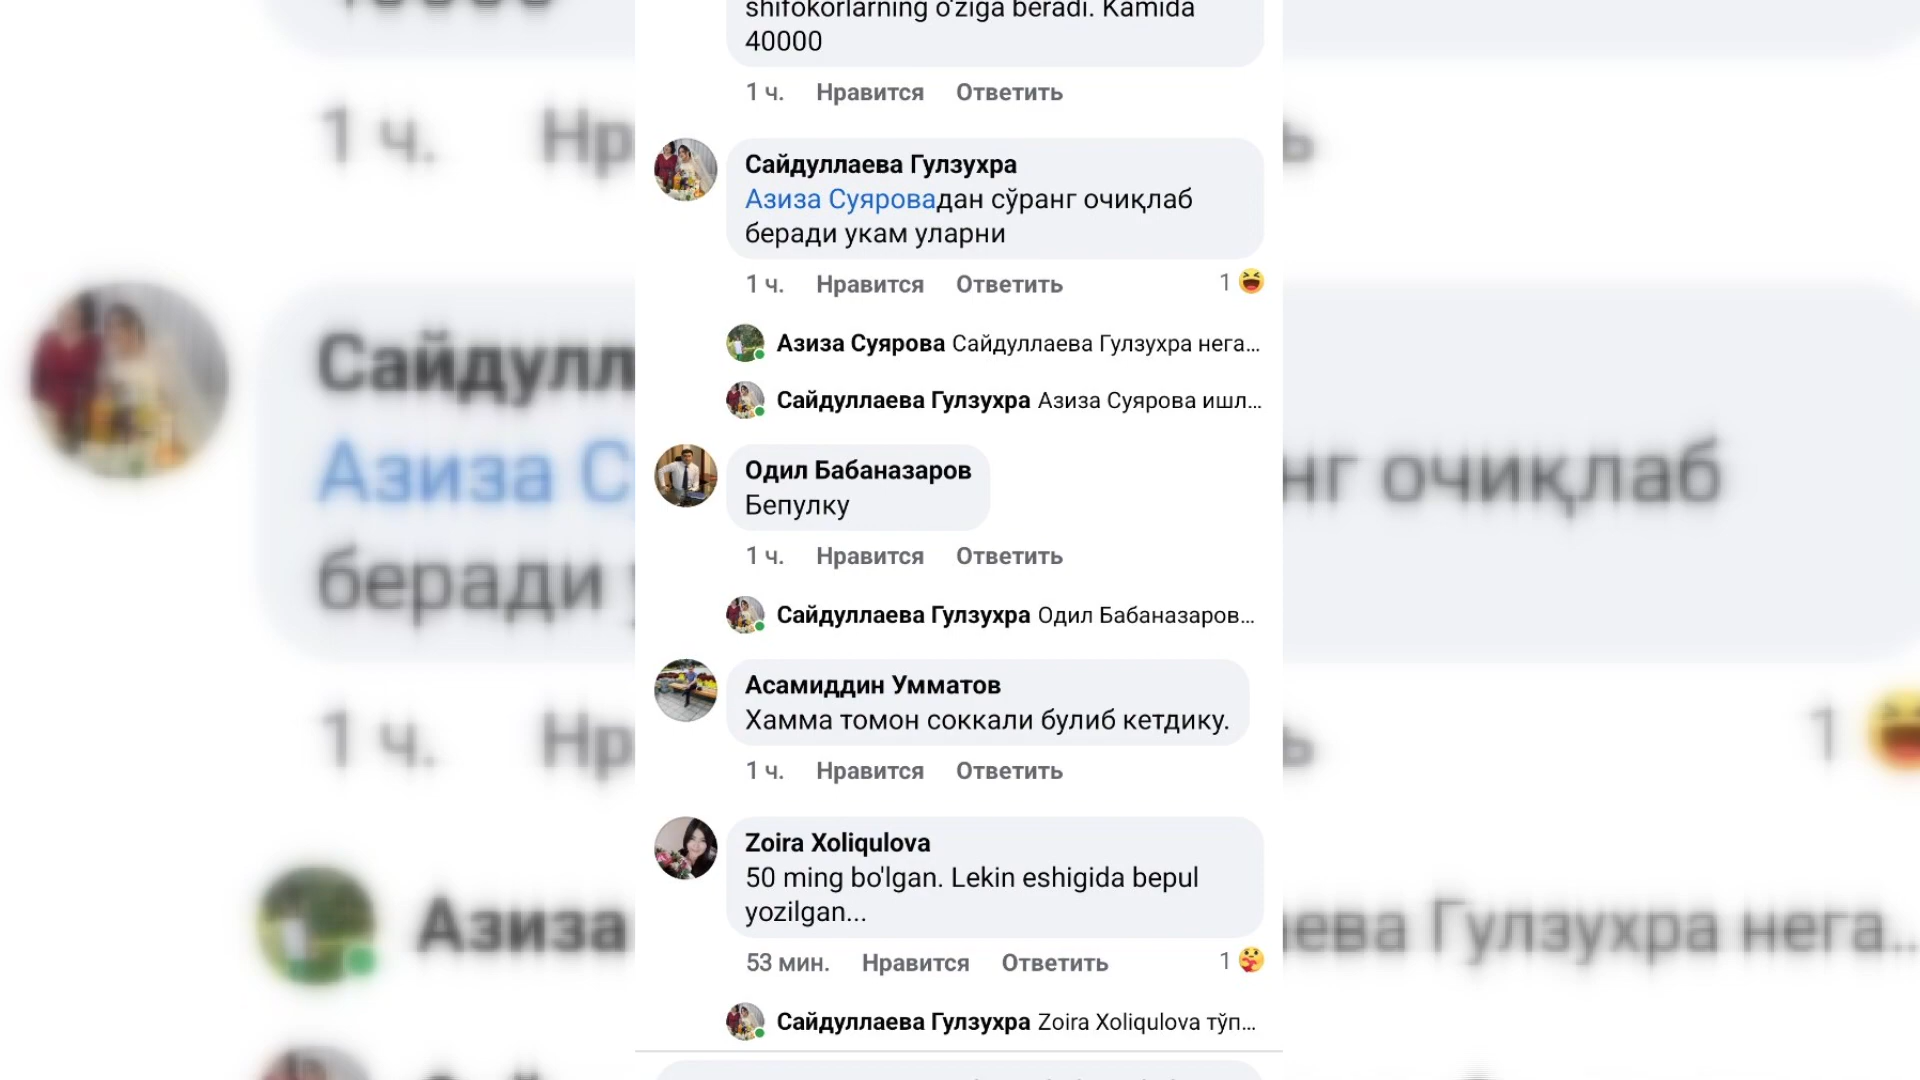 shifokorlarning o'ziga beradi. Kamida
40000
1 ч. Нравится Ответить
Сайдуллаева Гулзухра
Азиза Суяровадан сўранг очиқлаб
беради укам уларни
1 ч. Нравится Ответить 1
Азиза Суярова Сайдуллаева Гулзухра нега...
Сайдуллаева Гулзухра Азиза Суярова ишл...
Одил Бабаназаров
Бепулку
1 ч. Нравится Ответить
Сайдуллаева Гулзухра Одил Бабаназаров...
Асамиддин Умматов
Хамма томон соккали булиб кетдику.
1 ч. Нравится Ответить
Zoira Xoliqulova
50 ming bo'lgan. Lekin eshigida bepul
yozilgan...
53 мин. Нравится Ответить 1
Сайдуллаева Гулзухра Zoira Xoliqulova тўп...